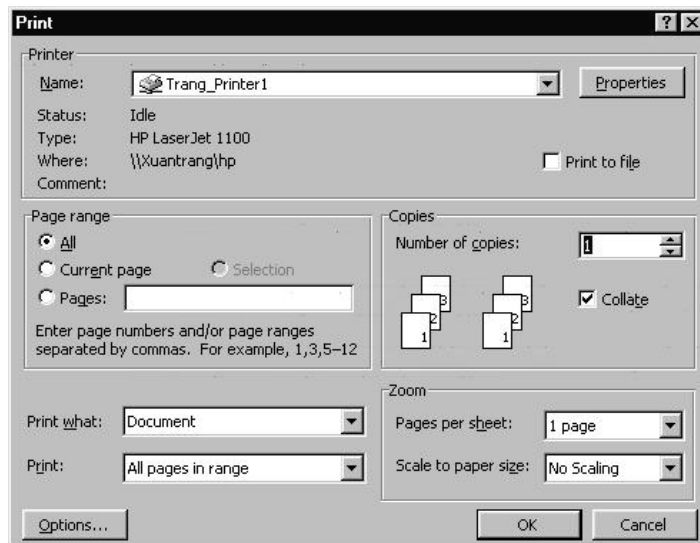 Print
Printer
Name: Trang_Printer1 Properties
Status: Idle
Type: HP LaserJet 1100
Where: \\Xuantrang\hp Print to file
Comment:
Page range
All
Current page Selection
Pages:
Enter page numbers and/or page ranges
separated by commas. For example, 1,3,5–12
Copies
Number of copies: 1
3 3
2 2
1 1
Collate
Print what: Document
Print: All pages in range
Zoom
Pages per sheet: 1 page
Scale to paper size: No Scaling
Options... OK Cancel